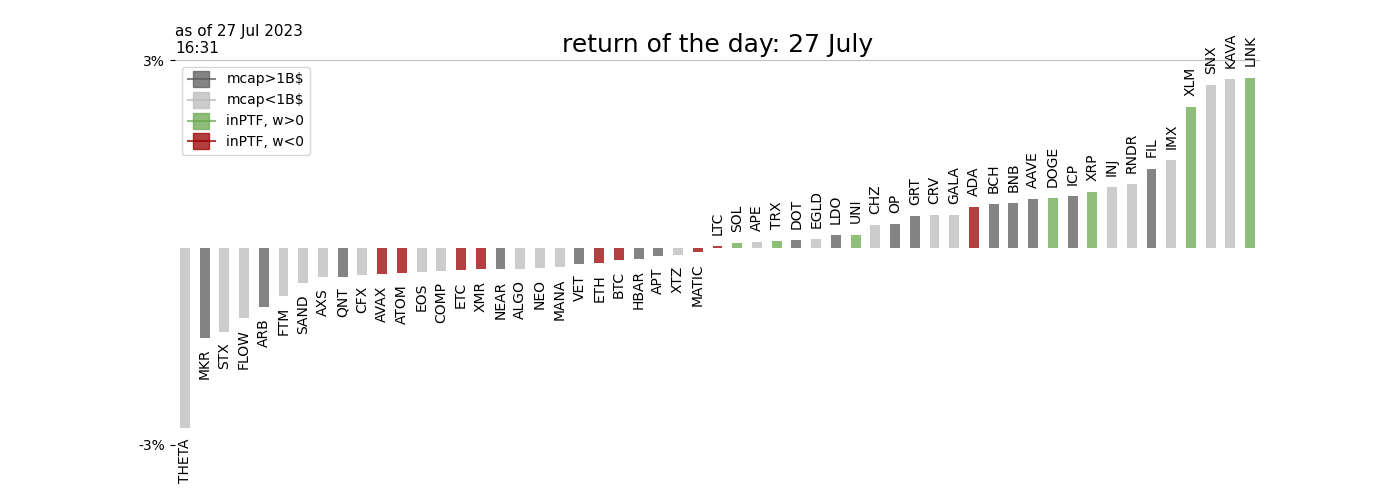 as of 27 Jul 2023
16:31
return of the day: 27 July
3%
mcap>1B$
mcap<1B$
inPTF, w>0
inPTF, w<0
-3%
THETA
MKR
STX
FLOW
ARB
FTM
SAND
AXS
QNT
CFX
AVAX
ATOM
EOS
COMP
ETC
XMR
NEAR
ALGO
NEO
MANA
VET
ETH
BTC
HBAR
APT
XTZ
MATIC
LTC
SOL
APE
TRX
DOT
EGLD
LDO
UNI
CHZ
OP
GRT
CRV
GALA
ADA
BCH
BNB
AAVE
DOGE
ICP
XRP
INJ
RNDR
FIL
IMX
XLM
SNX
KAVA
LINK